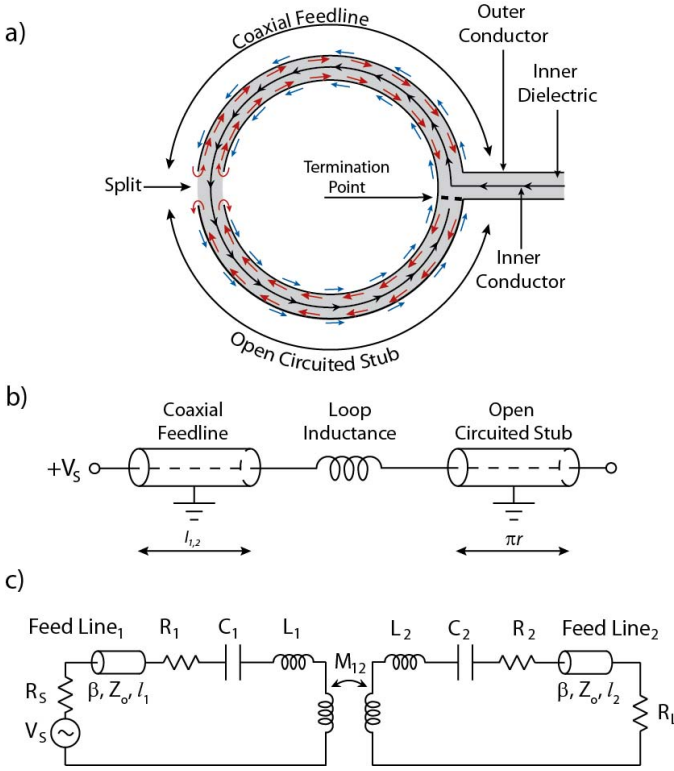 a)
Coaxial Feedline
Outer
Conductor
Inner
Dielectric
Split
Termination
Point
Inner
Conductor
Open Circuited Stub
b)
Coaxial
Feedline
Loop
Inductance
Open
Circuited Stub
+Vₛ
l₁,₂
πr
c)
Feed Line₁
R₁
C₁
L₁
M₁₂
L₂
C₂
R₂
Feed Line₂
Rₛ
β, Zₒ, l₁
β, Zₒ, l₂
R_L
Vₛ